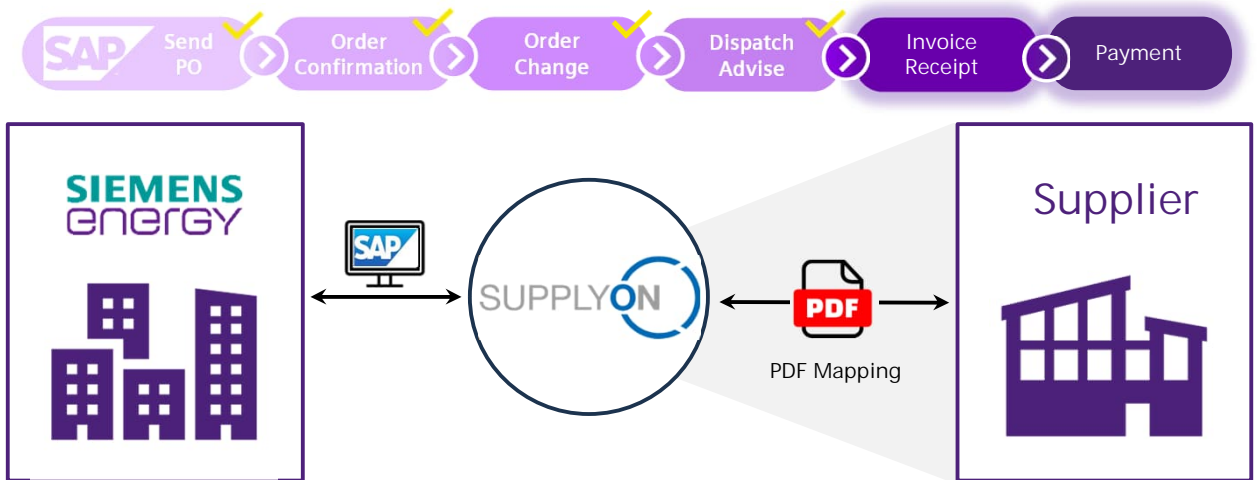 SAP
Send
PO
Order
Confirmation
Order
Change
Dispatch
Advise
Invoice
Receipt
Payment
SIEMENS
energy
SAP
SUPPLYON
PDF
PDF Mapping
Supplier